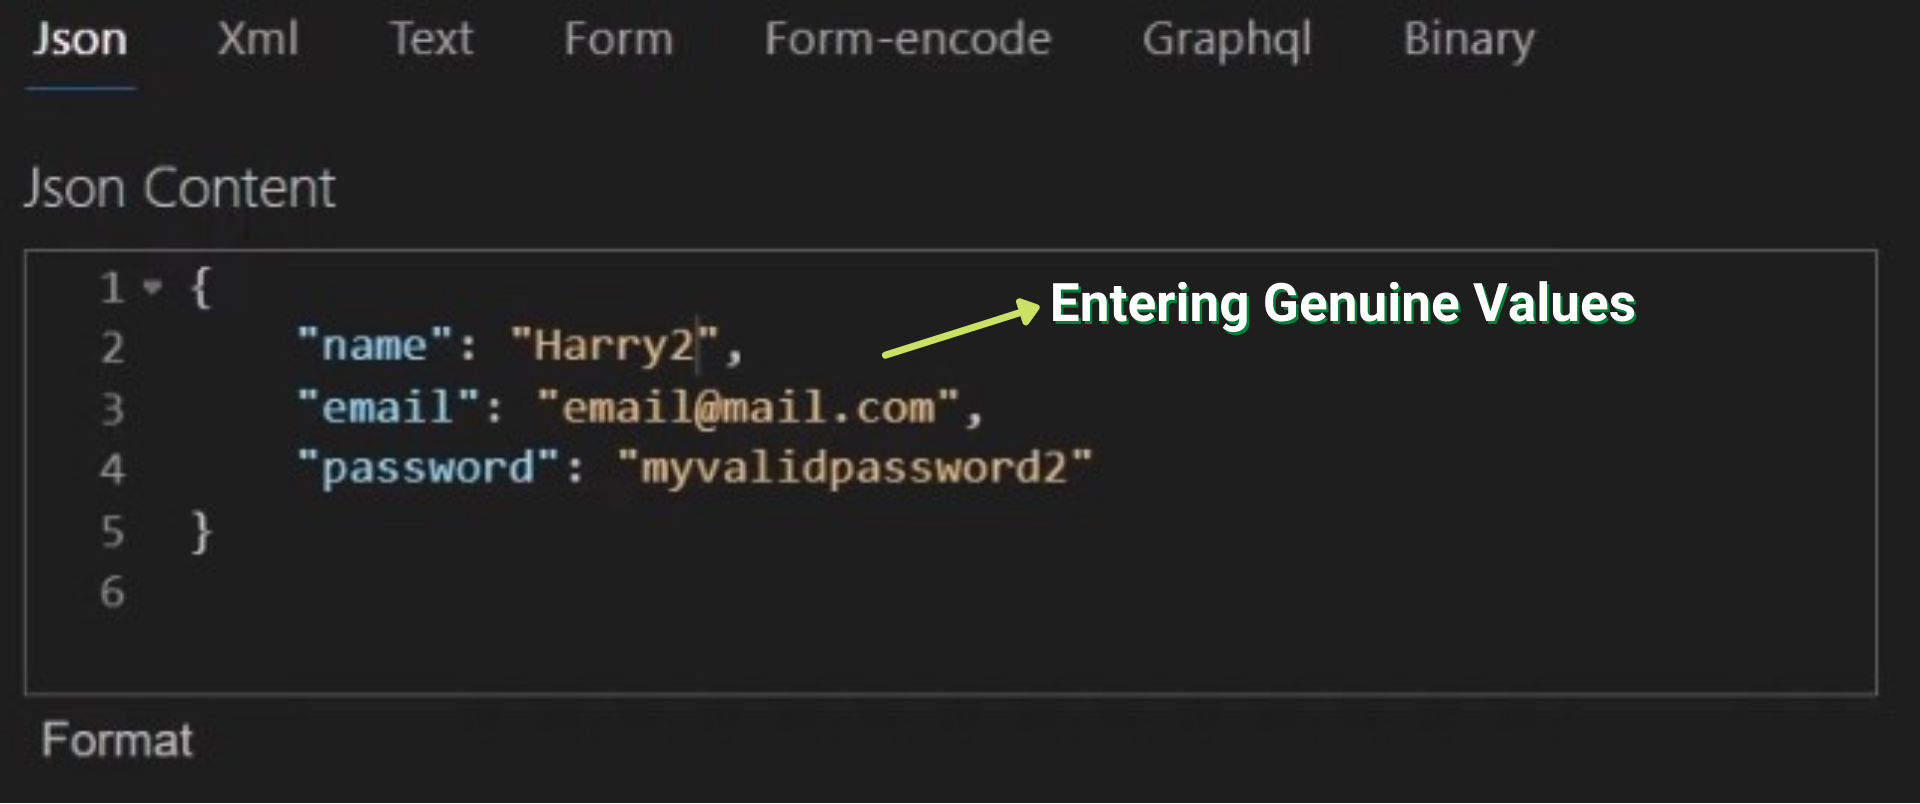 Json Xml Text Form Form-encode Graphql Binary
Json Content
1 {
Entering Genuine Values
2 "name": "Harry2",
3 "email": "email@mail.com",
4 "password": "myvalidpassword2"
5 }
6
Format